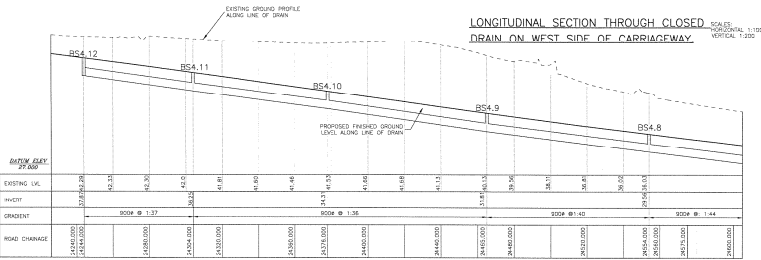 EXISTING GROUND PROFILE
ALONG LINE OF DRAIN
LONGITUDINAL SECTION THROUGH CLOSED
DRAIN ON WEST SIDE OF CARRIAGEWAY.
SCALES:
HORIZONTAL 1:100
VERTICAL 1:200
BS4.12
BS4.11
BS4.10
BS4.9
BS4.8
PROPOSED FINISHED GROUND
LEVEL ALONG LINE OF DRAIN
DATUM ELEV
27.000
EXISTING LVL 42.29 42.33 42.30 42.0 41.81 41.60 41.46 41.53 41.66 41.68 41.13 40.13 39.56 38.11 36.81 36.02 36.03
INVERT 37.87 36.25 34.31 31.81 29.56
GRADIENT 900ø @ 1:37 900ø @ 1:36 900ø @1:40 900ø @: 1:44
ROAD CHAINAGE 24240.000 24244.000 24280.000 24304.000 24320.000 24360.000 24378.000 24400.000 24440.000 24465.000 24480.000 24520.000 24554.000 24560.000 24575.000 24600.000